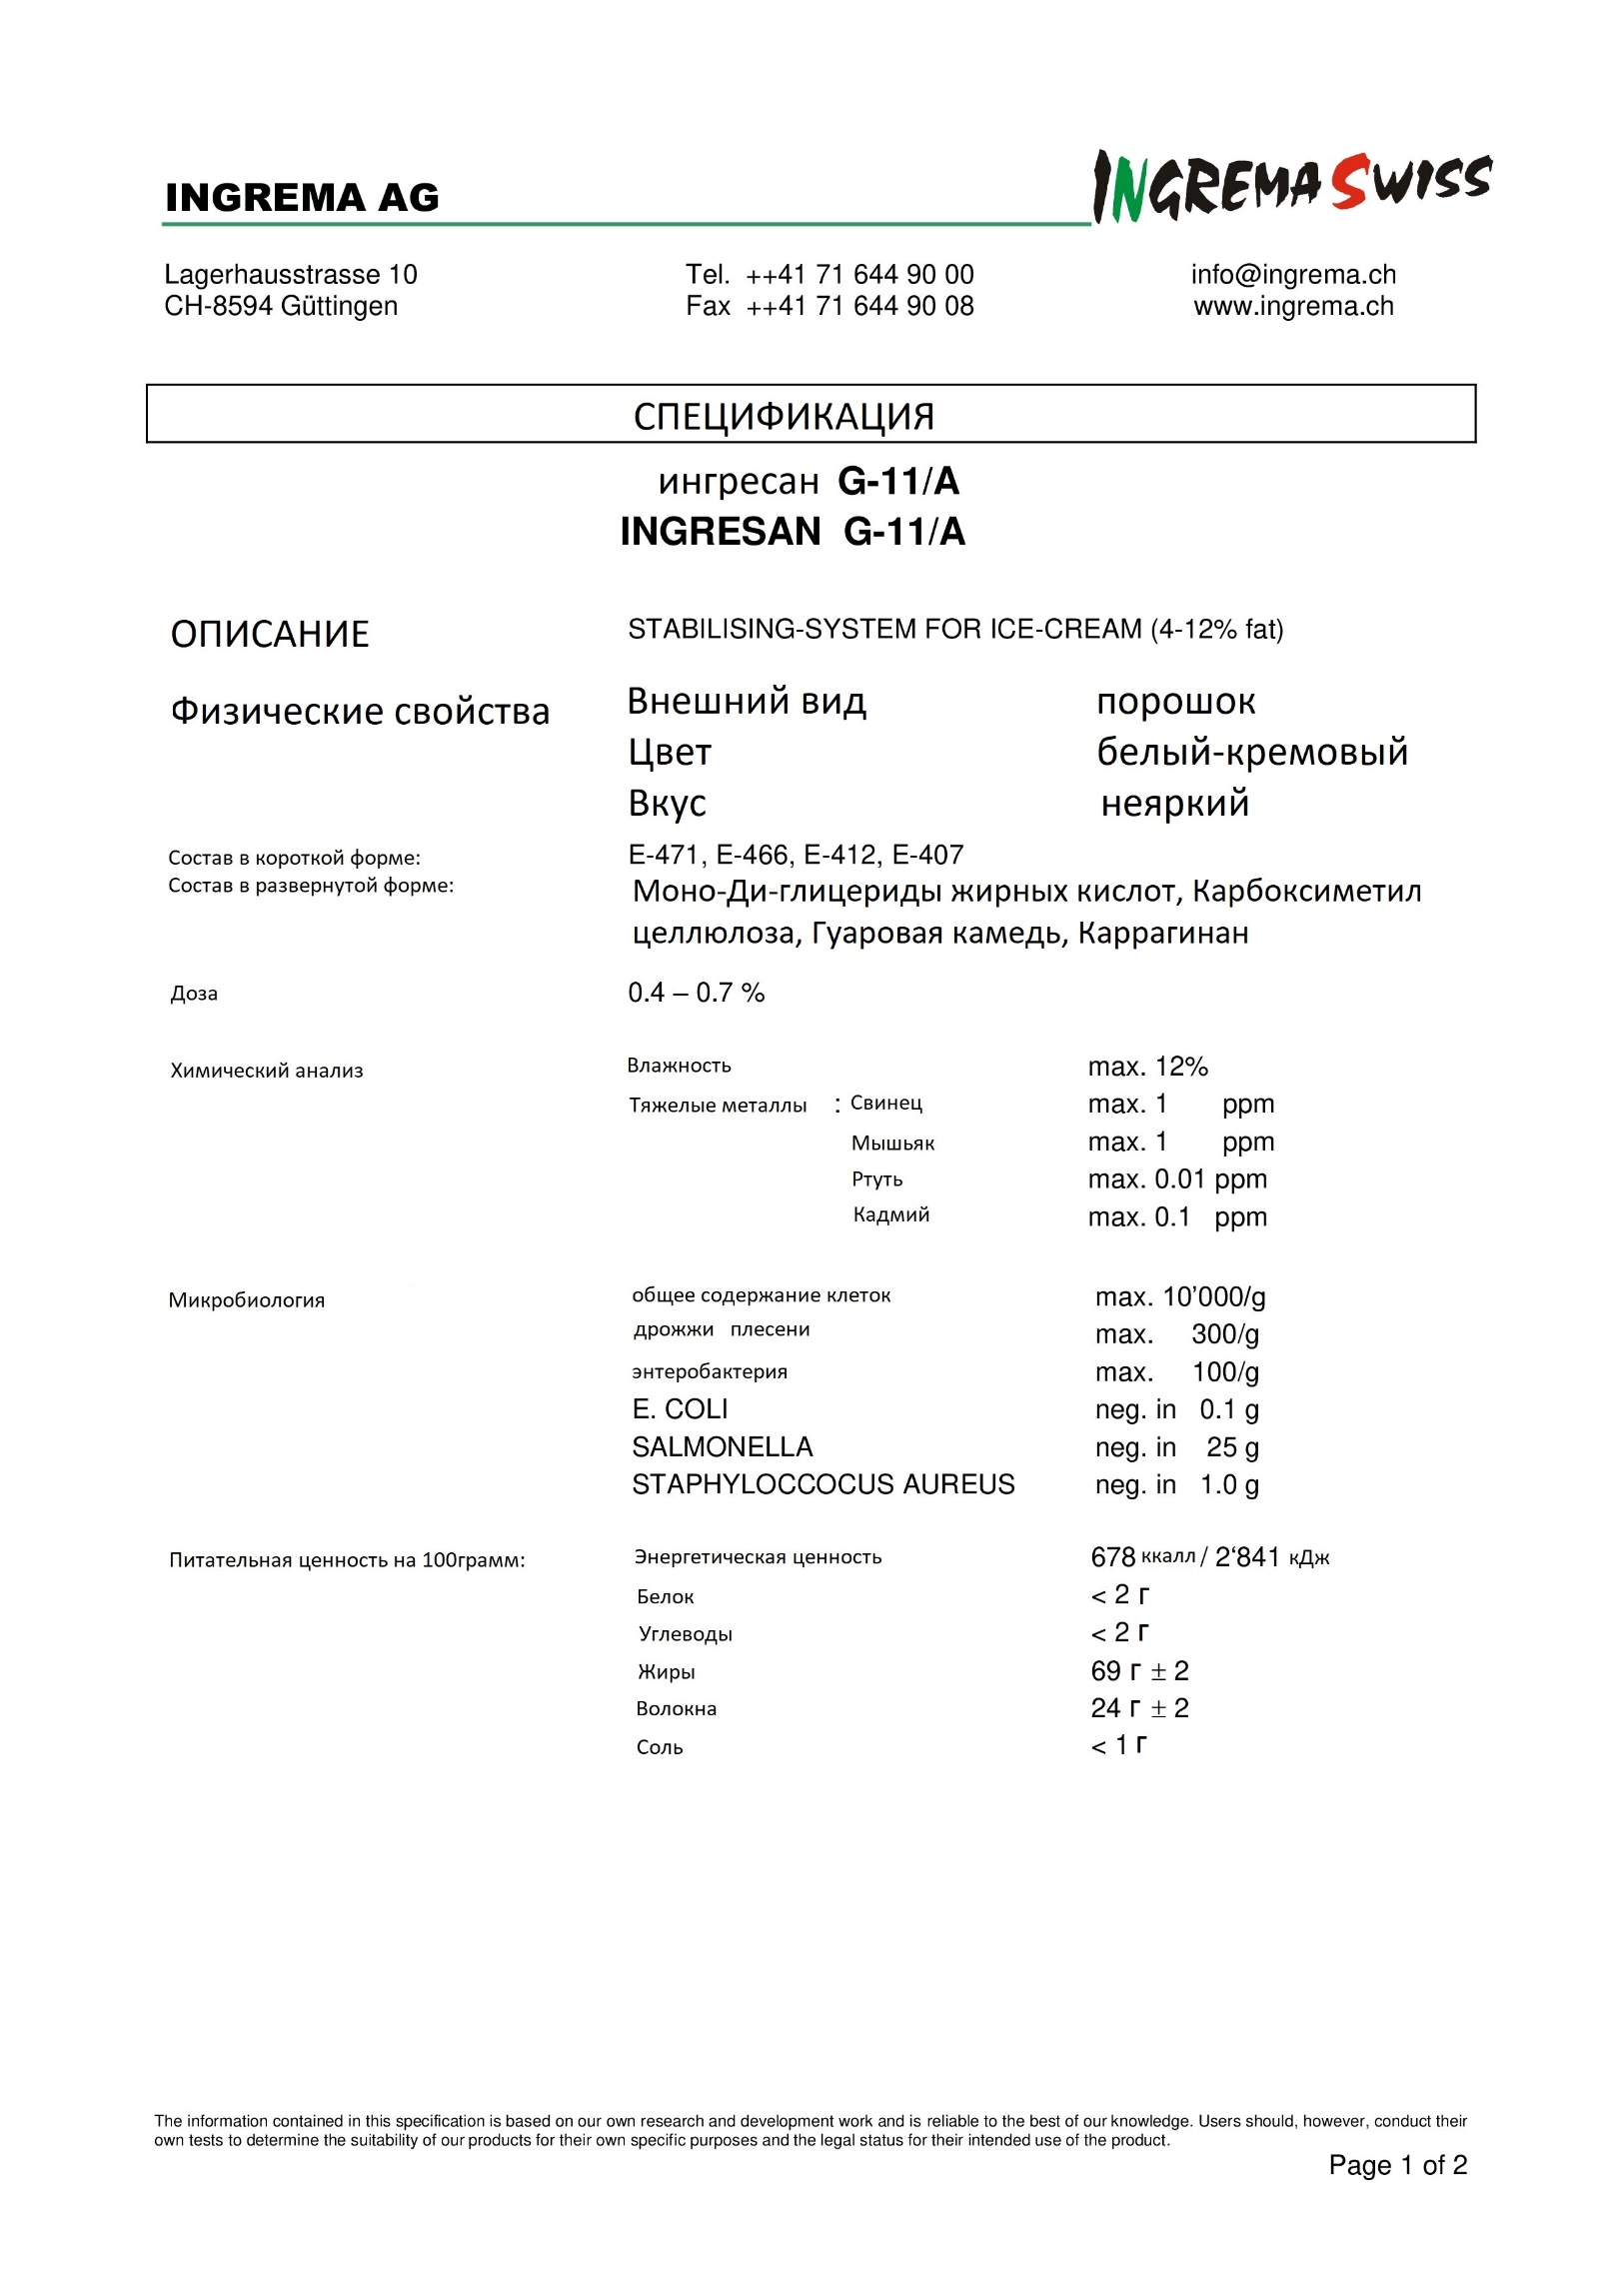 INGREMA AG
INGREMA SWISS
Lagerhausstrasse 10 Tel. ++41 71 644 90 00 info@ingrema.ch
CH-8594 Güttingen Fax ++41 71 644 90 08 www.ingrema.ch
СПЕЦИФИКАЦИЯ
ингресан G-11/A
INGRESAN G-11/A
ОПИСАНИЕ STABILISING-SYSTEM FOR ICE-CREAM (4-12% fat)
Физические свойства Внешний вид порошок
Цвет белый-кремовый
Вкус неяркий
Состав в короткой форме: E-471, E-466, E-412, E-407
Состав в развернутой форме: Моно-Ди-глицериды жирных кислот, Карбоксиметил
целлюлоза, Гуаровая камедь, Каррагинан
Доза 0.4 – 0.7 %
Химический анализ Влажность max. 12%
Тяжелые металлы : Свинец max. 1 ppm
Мышьяк max. 1 ppm
Ртуть max. 0.01 ppm
Кадмий max. 0.1 ppm
Микробиология общее содержание клеток max. 10’000/g
дрожжи плесени max. 300/g
энтеробактерия max. 100/g
E. COLI neg. in 0.1 g
SALMONELLA neg. in 25 g
STAPHYLOCCOCUS AUREUS neg. in 1.0 g
Питательная ценность на 100грамм: Энергетическая ценность 678 ккалл / 2‘841 кДж
Белок < 2 г
Углеводы < 2 г
Жиры 69 г ± 2
Волокна 24 г ± 2
Соль < 1 г
The information contained in this specification is based on our own research and development work and is reliable to the best of our knowledge. Users should, however, conduct their
own tests to determine the suitability of our products for their own specific purposes and the legal status for their intended use of the product.
Page 1 of 2